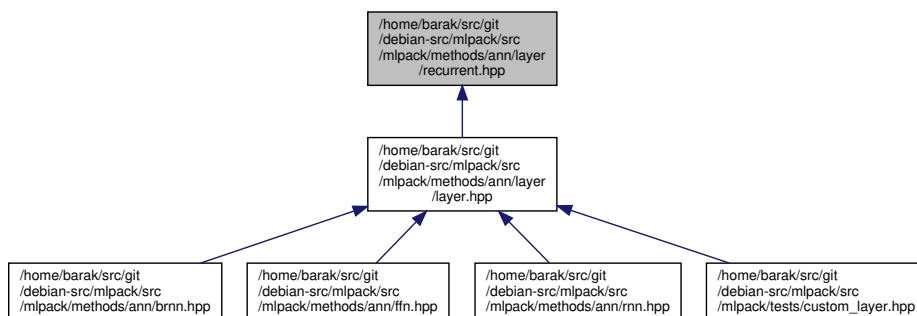 /home/barak/src/git
/debian-src/mlpack/src
/mlpack/methods/ann/layer
/recurrent.hpp
/home/barak/src/git
/debian-src/mlpack/src
/mlpack/methods/ann/layer
/layer.hpp
/home/barak/src/git
/debian-src/mlpack/src
/mlpack/methods/ann/brnn.hpp
/home/barak/src/git
/debian-src/mlpack/src
/mlpack/methods/ann/ffn.hpp
/home/barak/src/git
/debian-src/mlpack/src
/mlpack/methods/ann/rnn.hpp
/home/barak/src/git
/debian-src/mlpack/src
/mlpack/tests/custom_layer.hpp